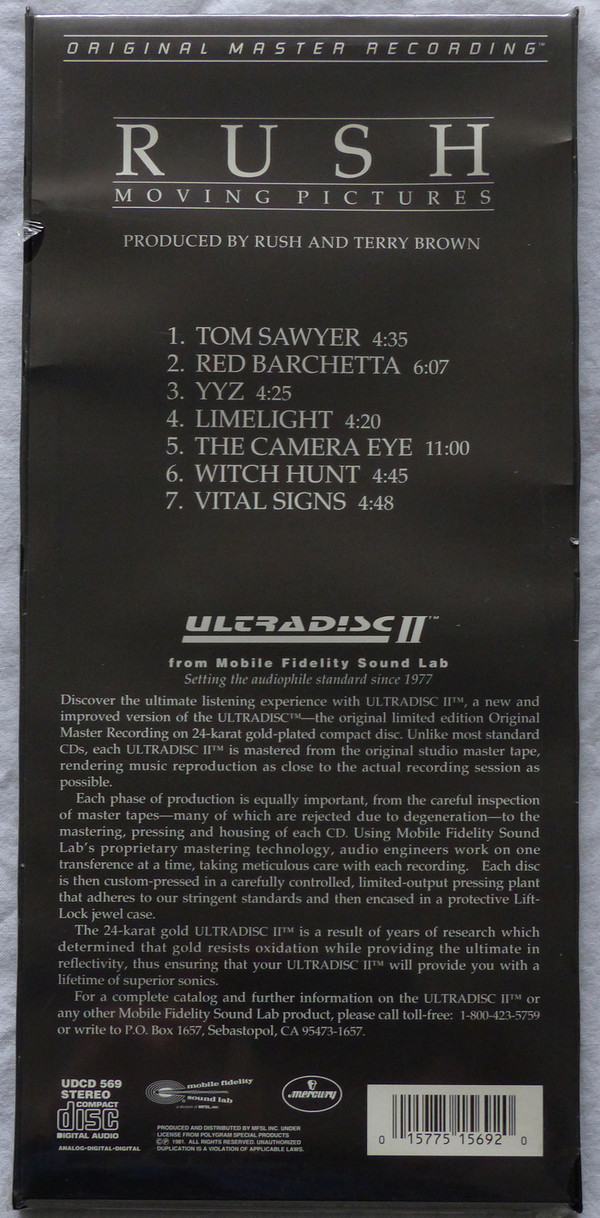 ORIGINAL MASTER RECORDING™
RUSH
MOVING PICTURES
PRODUCED BY RUSH AND TERRY BROWN
1. TOM SAWYER 4:35
2. RED BARCHETTA 6:07
3. YYZ 4:25
4. LIMELIGHT 4:20
5. THE CAMERA EYE 11:00
6. WITCH HUNT 4:45
7. VITAL SIGNS 4:48
ULTRADISC II™
from Mobile Fidelity Sound Lab
Setting the audiophile standard since 1977
Discover the ultimate listening experience with ULTRADISC II™, a new and
improved version of the ULTRADISC™—the original limited edition Original
Master Recording on 24-karat gold-plated compact disc. Unlike most standard
CDs, each ULTRADISC II™ is mastered from the original studio master tape,
rendering music reproduction as close to the actual recording session as
possible.
Each phase of production is equally important, from the careful inspection
of master tapes—many of which are rejected due to degeneration—to the
mastering, pressing and housing of each CD. Using Mobile Fidelity Sound
Lab's proprietary mastering technology, audio engineers work on one
transference at a time, taking meticulous care with each recording. Each disc
is then custom-pressed in a carefully controlled, limited-output pressing plant
that adheres to our stringent standards and then encased in a protective Lift-
Lock jewel case.
The 24-karat gold ULTRADISC II™ is a result of years of research which
determined that gold resists oxidation while providing the ultimate in
reflectivity, thus ensuring that your ULTRADISC II™ will provide you with a
lifetime of superior sonics.
For a complete catalog and further information on the ULTRADISC II™ or
any other Mobile Fidelity Sound Lab product, please call toll-free: 1-800-423-5759
or write to P.O. Box 1657, Sebastopol, CA 95473-1657.
UDCD 569
STEREO
COMPACT
disc
DIGITAL AUDIO
ANALOG-DIGITAL-DIGITAL
mobile fidelity
sound lab
a division of MFSL, INC.
PRODUCED AND DISTRIBUTED BY MFSL INC. UNDER
LICENSE FROM POLYGRAM SPECIAL PRODUCTS
©℗ 1981. ALL RIGHTS RESERVED. UNAUTHORIZED
DUPLICATION IS A VIOLATION OF APPLICABLE LAWS.
mercury
0 15775 15692 0